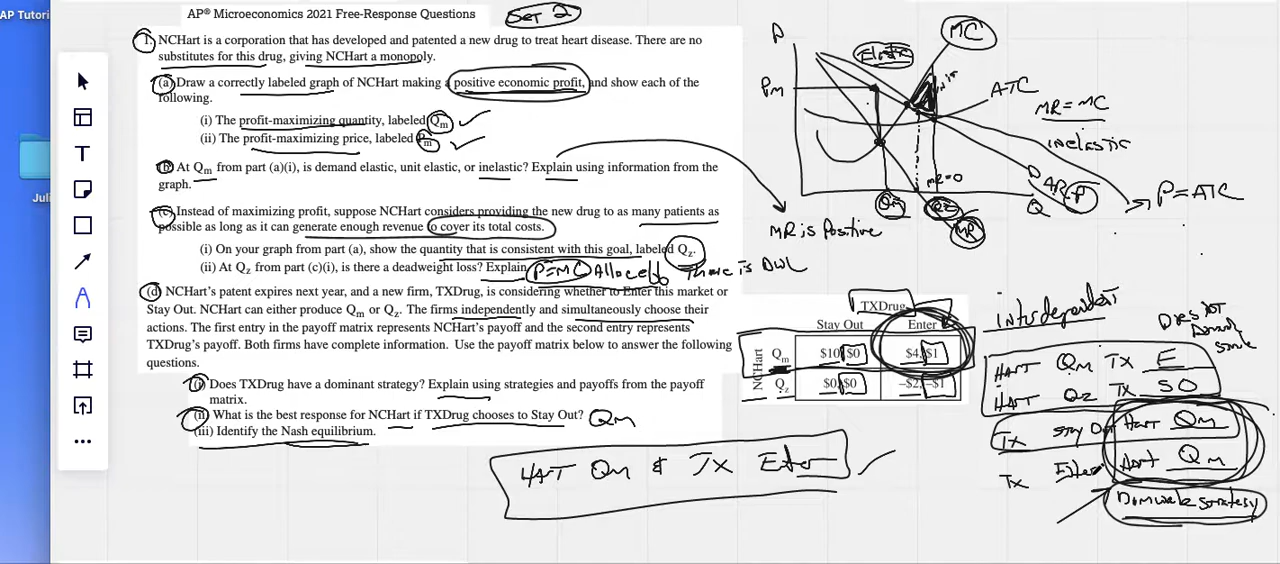 AP Tutori
AP® Microeconomics 2021 Free-Response Questions
Set 2
1. NCHart is a corporation that has developed and patented a new drug to treat heart disease. There are no
substitutes for this drug, giving NCHart a monopoly.
(a) Draw a correctly labeled graph of NCHart making a positive economic profit, and show each of the
following.
(i) The profit-maximizing quantity, labeled Qm
(ii) The profit-maximizing price, labeled Pm
(b) At Qm from part (a)(i), is demand elastic, unit elastic, or inelastic? Explain using information from the
graph.
(c) Instead of maximizing profit, suppose NCHart considers providing the new drug to as many patients as
possible as long as it can generate enough revenue to cover its total costs.
(i) On your graph from part (a), show the quantity that is consistent with this goal, labeled Qz.
(ii) At Qz from part (c)(i), is there a deadweight loss? Explain
P=MC There is DWL
(d) NCHart's patent expires next year, and a new firm, TXDrug, is considering whether to Enter this market or
Stay Out. NCHart can either produce Qm or Qz. The firms independently and simultaneously choose their
actions. The first entry in the payoff matrix represents NCHart's payoff and the second entry represents
TXDrug's payoff. Both firms have complete information. Use the payoff matrix below to answer the following
questions.
(i) Does TXDrug have a dominant strategy? Explain using strategies and payoffs from the payoff
matrix.
(ii) What is the best response for NCHart if TXDrug chooses to Stay Out? Qm
(iii) Identify the Nash equilibrium.
HART Qm & TX Enter
P
Elastic
MC
Pm
ATC
MR=MC
inelastic
MR=0
D AR=P
P=ATC
Qm
Qz
Q
MR
MR is Positive
TXDrug
Stay Out Enter
NCHart
Qm $10, $0 $4, $1
Qz $0, $0 –$2, –$1
interdependent
Does not
HART Qm TX E
HART Qz TX SO
TX Stay Out Hart Qm
TX Enter Hart Qm
Dominate strategy
Juli